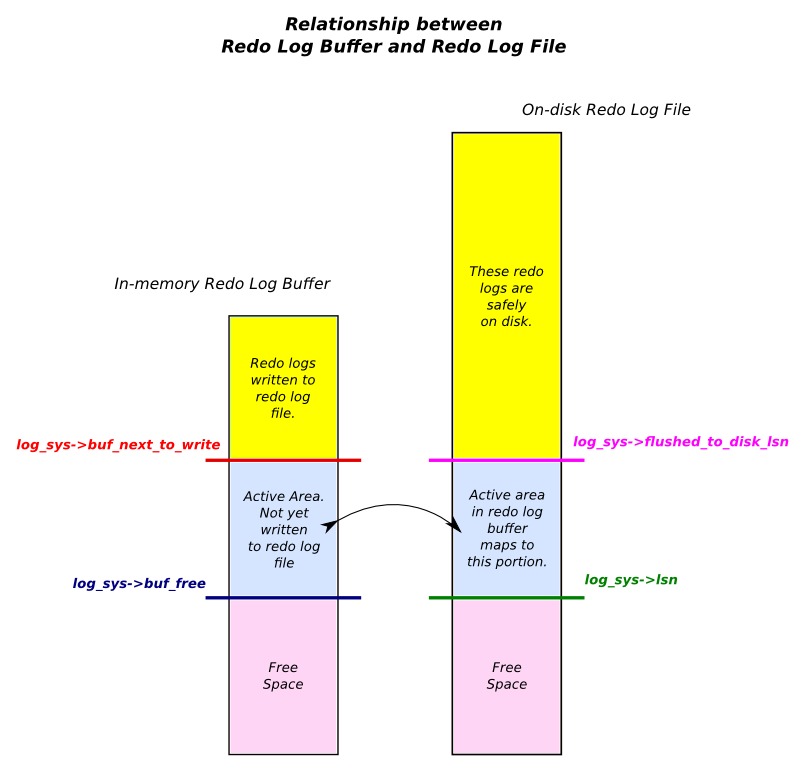 Relationship between
Redo Log Buffer and Redo Log File
On-disk Redo Log File
These redo
logs are
safely
on disk.
In-memory Redo Log Buffer
Redo logs
written to
redo log
file.
log_sys->buf_next_to_write
log_sys->flushed_to_disk_lsn
Active Area.
Not yet
written
to redo log
file
Active area
in redo log
buffer
maps to
this portion.
log_sys->buf_free
log_sys->lsn
Free
Space
Free
Space